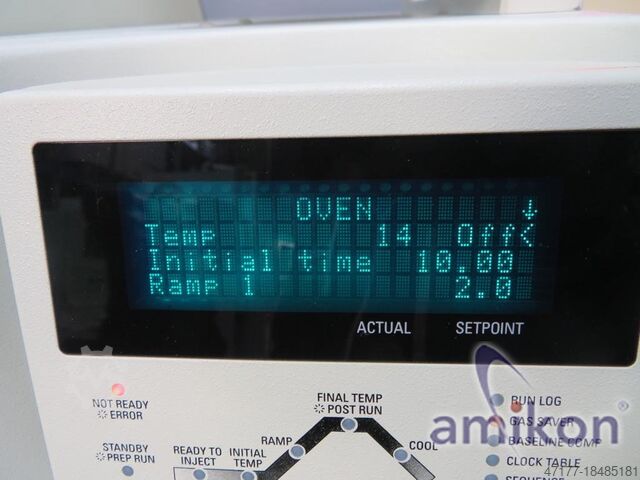 OVEN ↓
Temp 14 Off<
Initial time 10.00
Ramp 1 2.0
ACTUAL SETPOINT
NOT READY
ERROR
STANDBY
PREP RUN
READY TO
INJECT
INITIAL
TEMP
RAMP
FINAL TEMP
POST RUN
COOL
RUN LOG
GAS SAVER
BASELINE COMP
CLOCK TABLE
SEQUENCE
amikon®
47177-18485181